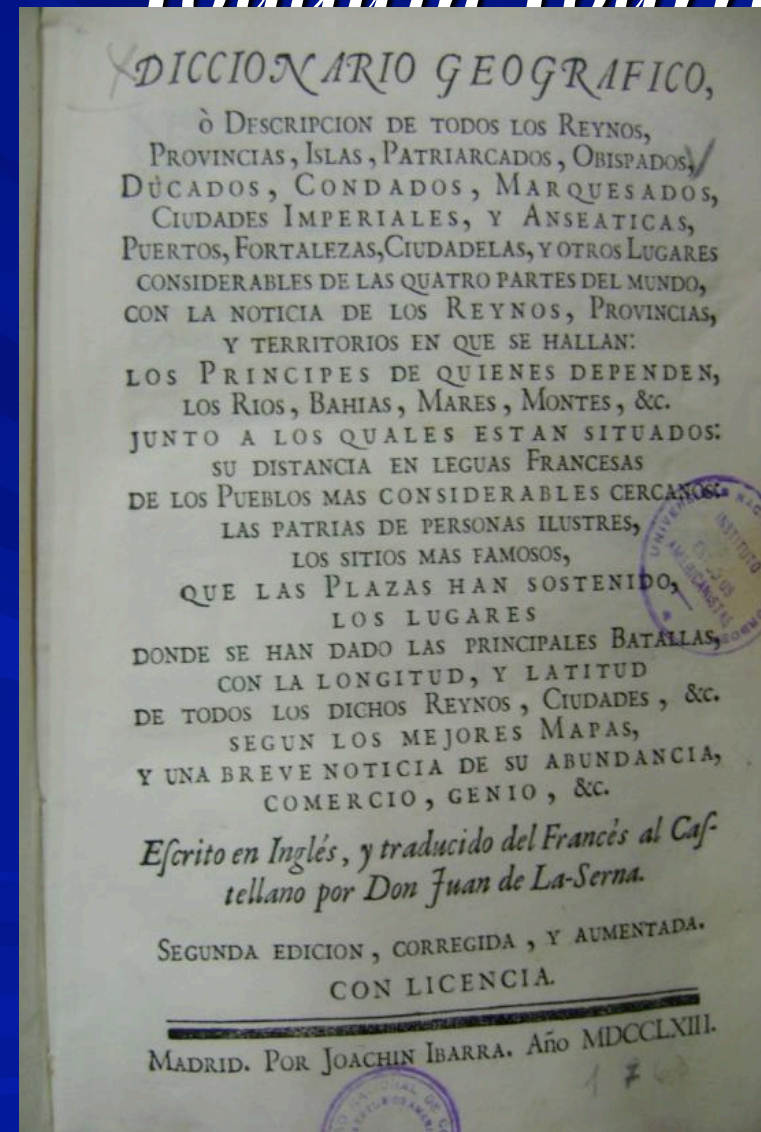 DICCIONARIO GEOGRAFICO,
ò DESCRIPCION DE TODOS LOS REYNOS,
PROVINCIAS, ISLAS, PATRIARCADOS, OBISPADOS,
DUCADOS, CONDADOS, MARQUESADOS,
CIUDADES IMPERIALES, Y ANSEATICAS,
PUERTOS, FORTALEZAS, CIUDADELAS, Y OTROS LUGARES
CONSIDERABLES DE LAS QUATRO PARTES DEL MUNDO,
CON LA NOTICIA DE LOS REYNOS, PROVINCIAS,
Y TERRITORIOS EN QUE SE HALLAN:
LOS PRINCIPES DE QUIENES DEPENDEN,
LOS RIOS, BAHIAS, MARES, MONTES, &c.
JUNTO A LOS QUALES ESTAN SITUADOS:
SU DISTANCIA EN LEGUAS FRANCESAS
DE LOS PUEBLOS MAS CONSIDERABLES CERCANOS:
LAS PATRIAS DE PERSONAS ILUSTRES,
LOS SITIOS MAS FAMOSOS,
QUE LAS PLAZAS HAN SOSTENIDO,
LOS LUGARES
DONDE SE HAN DADO LAS PRINCIPALES BATALLAS,
CON LA LONGITUD, Y LATITUD
DE TODOS LOS DICHOS REYNOS, CIUDADES, &c.
SEGUN LOS MEJORES MAPAS,
Y UNA BREVE NOTICIA DE SU ABUNDANCIA,
COMERCIO, GENIO, &c.
Eſcrito en Inglés, y traducido del Francès al Caſ-
tellano por Don Juan de La-Serna.
SEGUNDA EDICION, CORREGIDA, Y AUMENTADA.
CON LICENCIA.
MADRID. POR JOACHIN IBARRA. Año MDCCLXIII.
INSTITUTO
AMERICANISTAS